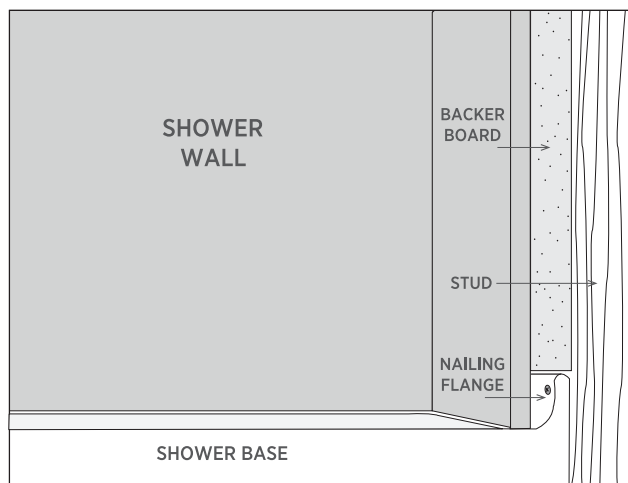 SHOWER
WALL
BACKER
BOARD
STUD
NAILING
FLANGE
SHOWER BASE